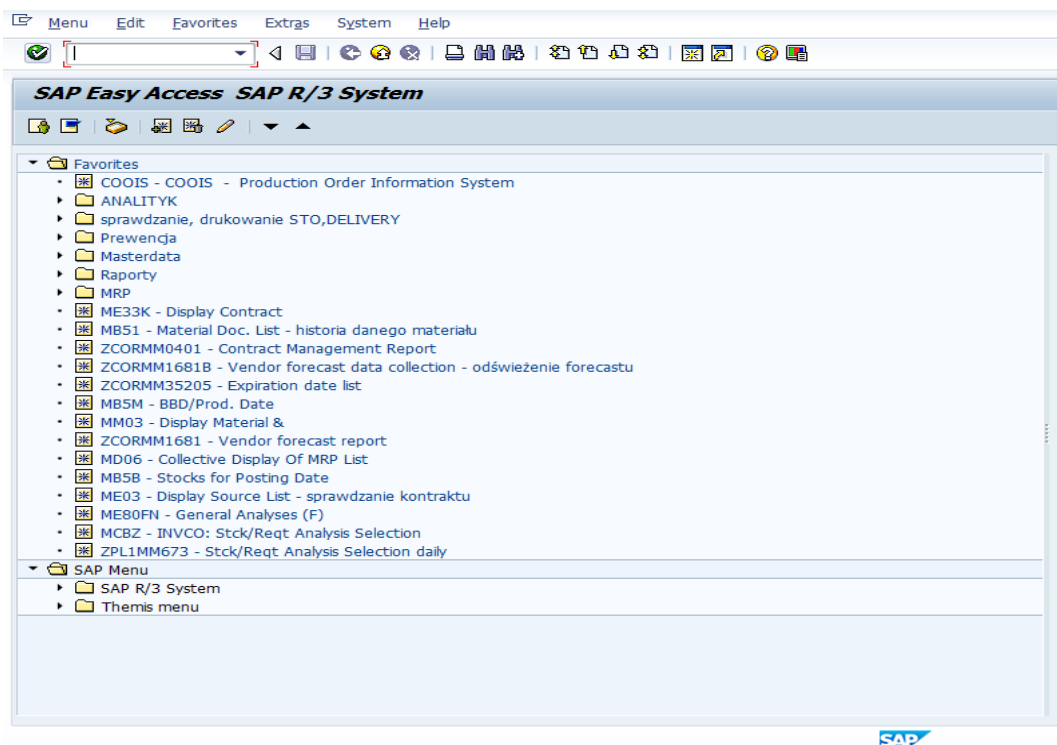 Menu Edit Favorites Extras System Help
SAP Easy Access SAP R/3 System
Favorites
COOIS - COOIS - Production Order Information System
ANALITYK
sprawdzanie, drukowanie STO,DELIVERY
Prewencja
Masterdata
Raporty
MRP
ME33K - Display Contract
MB51 - Material Doc. List - historia danego materiału
ZCORMM0401 - Contract Management Report
ZCORMM1681B - Vendor forecast data collection - odświeżenie forecastu
ZCORMM35205 - Expiration date list
MB5M - BBD/Prod. Date
MM03 - Display Material &
ZCORMM1681 - Vendor forecast report
MD06 - Collective Display Of MRP List
MB5B - Stocks for Posting Date
ME03 - Display Source List - sprawdzanie kontraktu
ME80FN - General Analyses (F)
MCBZ - INVCO: Stck/Reqt Analysis Selection
ZPL1MM673 - Stck/Reqt Analysis Selection daily
SAP Menu
SAP R/3 System
Themis menu
SAP